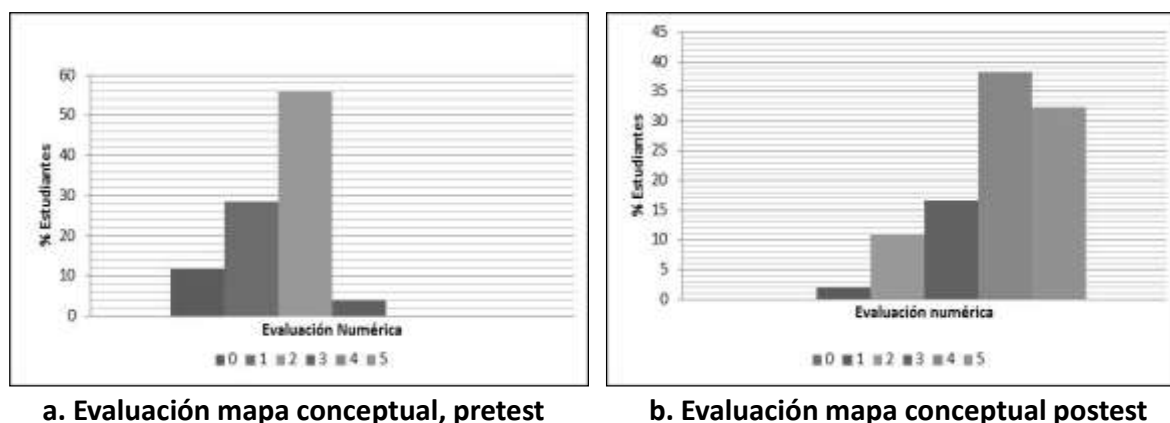 60
50
40
30
20
10
0
% Estudiantes
Evaluación Numérica
0 1 2 3 4 5
a. Evaluación mapa conceptual, pretest
45
40
35
30
25
20
15
10
5
0
% Estudiantes
Evaluación numérica
0 1 2 3 4 5
b. Evaluación mapa conceptual postest